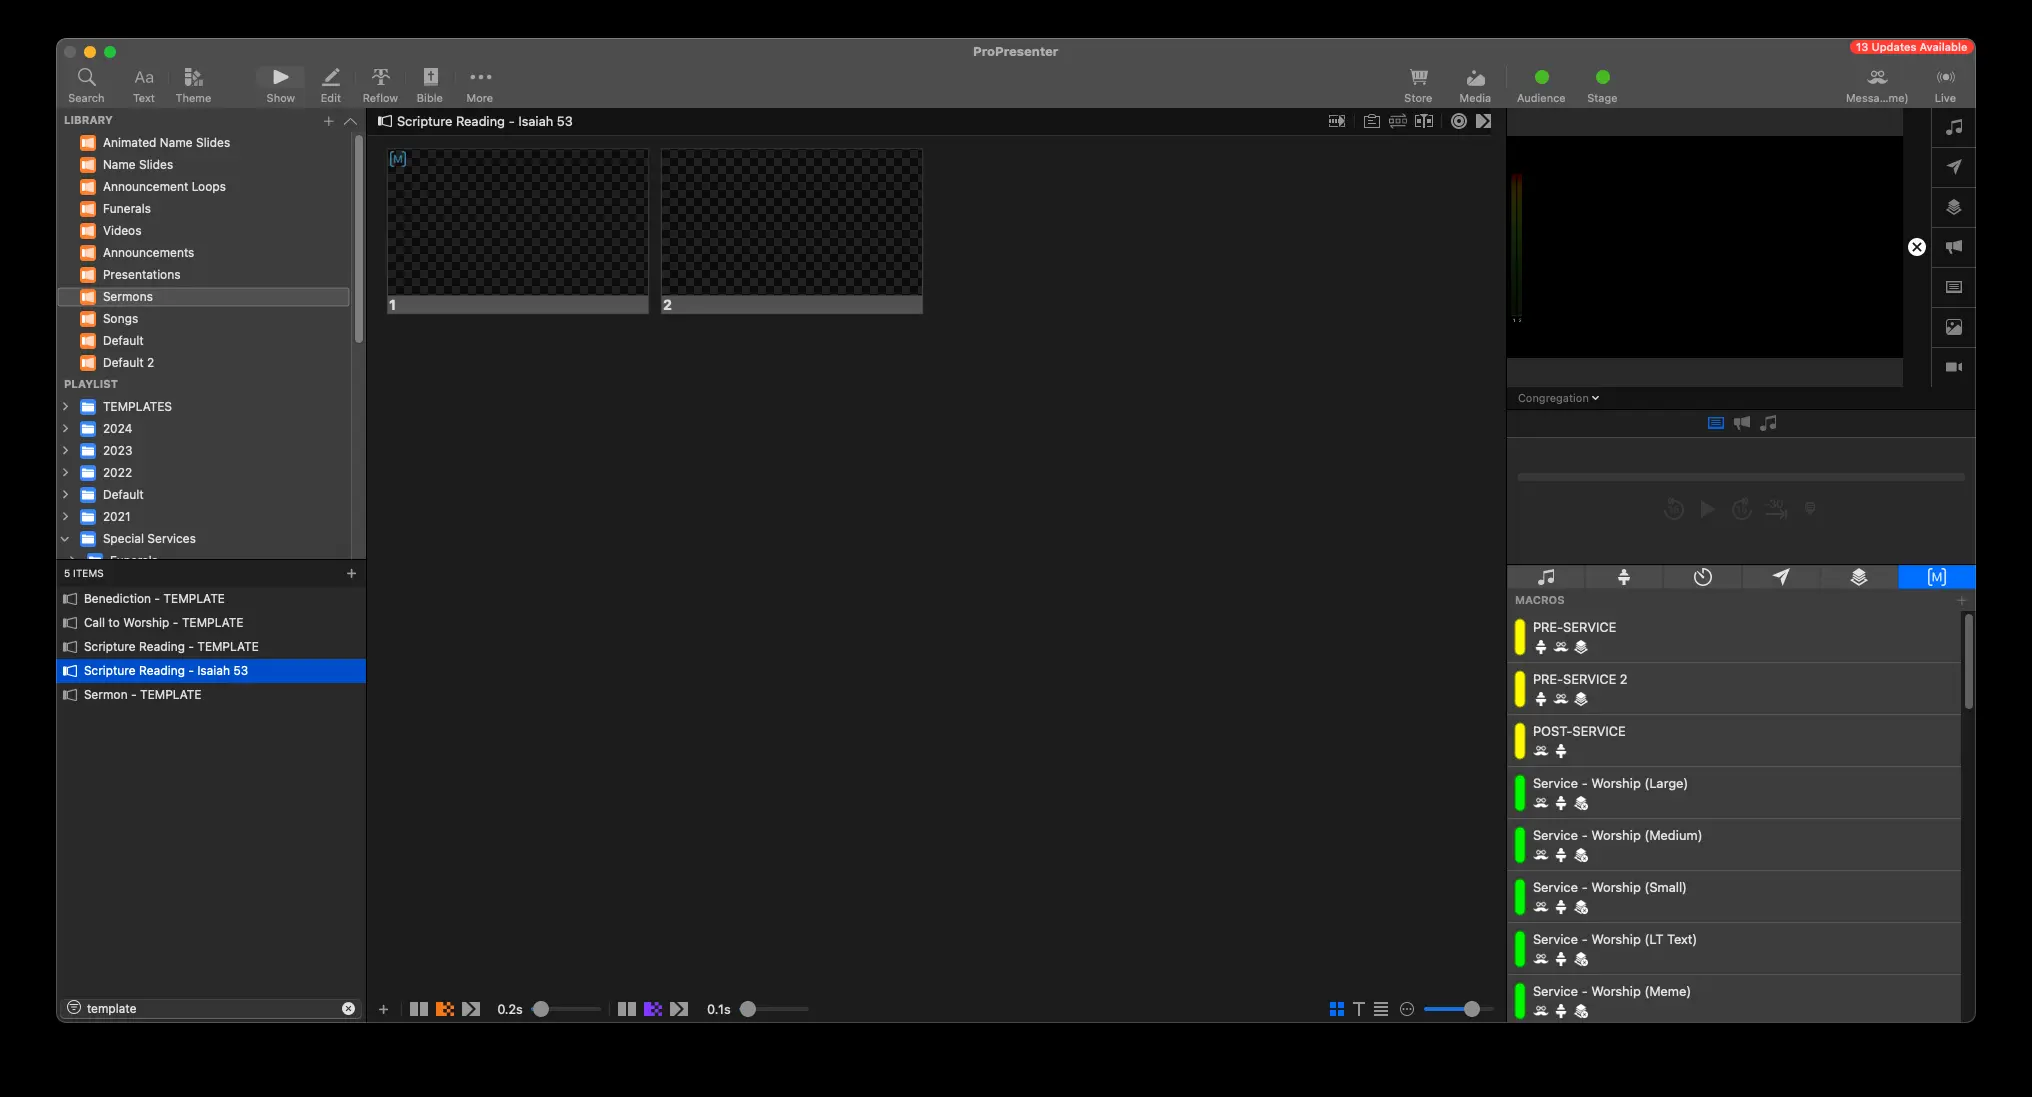 ProPresenter
13 Updates Available
Search
Text
Theme
Show
Edit
Reflow
Bible
More
Store
Media
Audience
Stage
Messa...me)
Live
LIBRARY
Animated Name Slides
Name Slides
Announcement Loops
Funerals
Videos
Announcements
Presentations
Sermons
Songs
Default
Default 2
PLAYLIST
TEMPLATES
2024
2023
2022
Default
2021
Special Services
5 ITEMS
Benediction - TEMPLATE
Call to Worship - TEMPLATE
Scripture Reading - TEMPLATE
Scripture Reading - Isaiah 53
Sermon - TEMPLATE
template
Scripture Reading - Isaiah 53
[M]
1
2
0.2s
0.1s
Congregation
[M]
MACROS
PRE-SERVICE
PRE-SERVICE 2
POST-SERVICE
Service - Worship (Large)
Service - Worship (Medium)
Service - Worship (Small)
Service - Worship (LT Text)
Service - Worship (Meme)